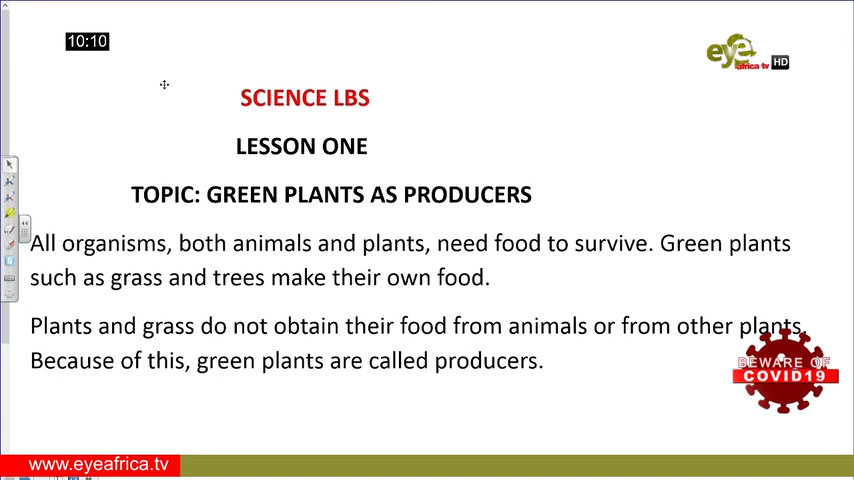 10:10
eye
africa tv HD
SCIENCE LBS
LESSON ONE
TOPIC: GREEN PLANTS AS PRODUCERS
All organisms, both animals and plants, need food to survive. Green plants
such as grass and trees make their own food.
Plants and grass do not obtain their food from animals or from other plants.
Because of this, green plants are called producers.
BEWARE OF
COVID19
www.eyeafrica.tv